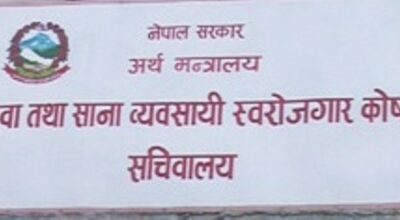 नेपाल सरकार
अर्थ मन्त्रालय
वा तथा साना व्यवसायी स्वरोजगार कोष
सचिवालय